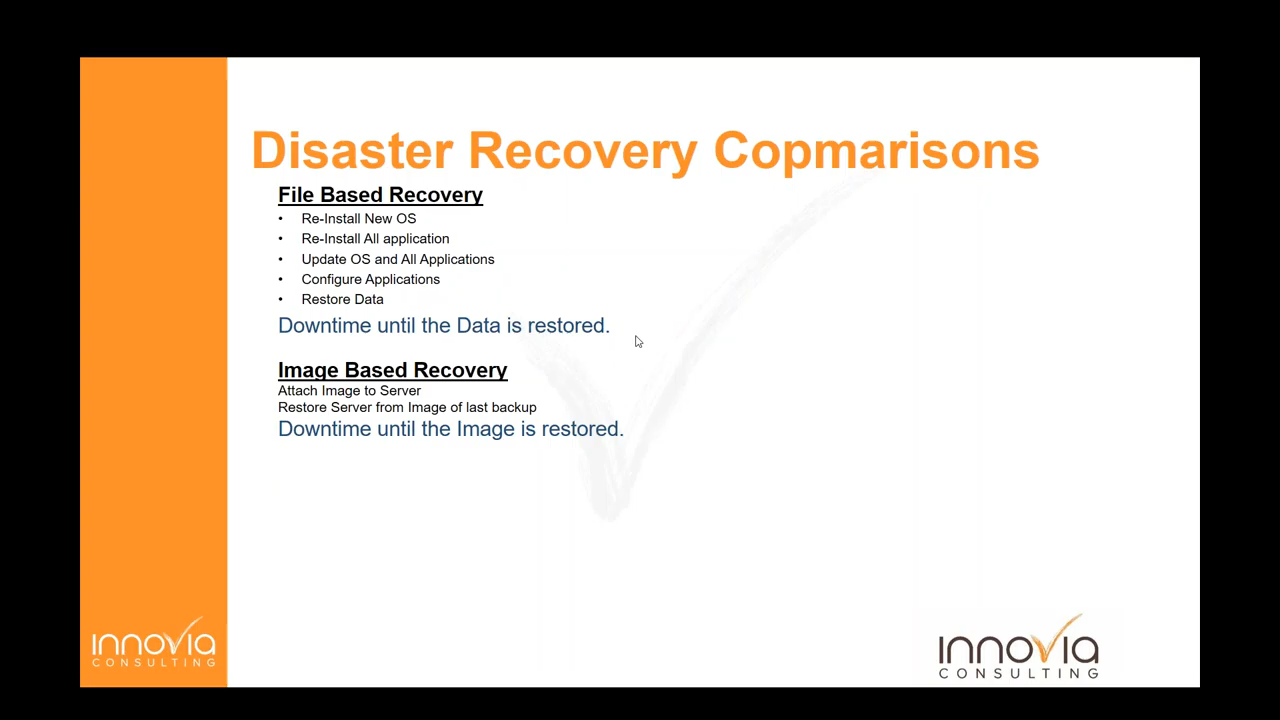 Disaster Recovery Copmarisons
File Based Recovery
• Re-Install New OS
• Re-Install All application
• Update OS and All Applications
• Configure Applications
• Restore Data
Downtime until the Data is restored.
Image Based Recovery
Attach Image to Server
Restore Server from Image of last backup
Downtime until the Image is restored.
innovia
CONSULTING
innovia
CONSULTING